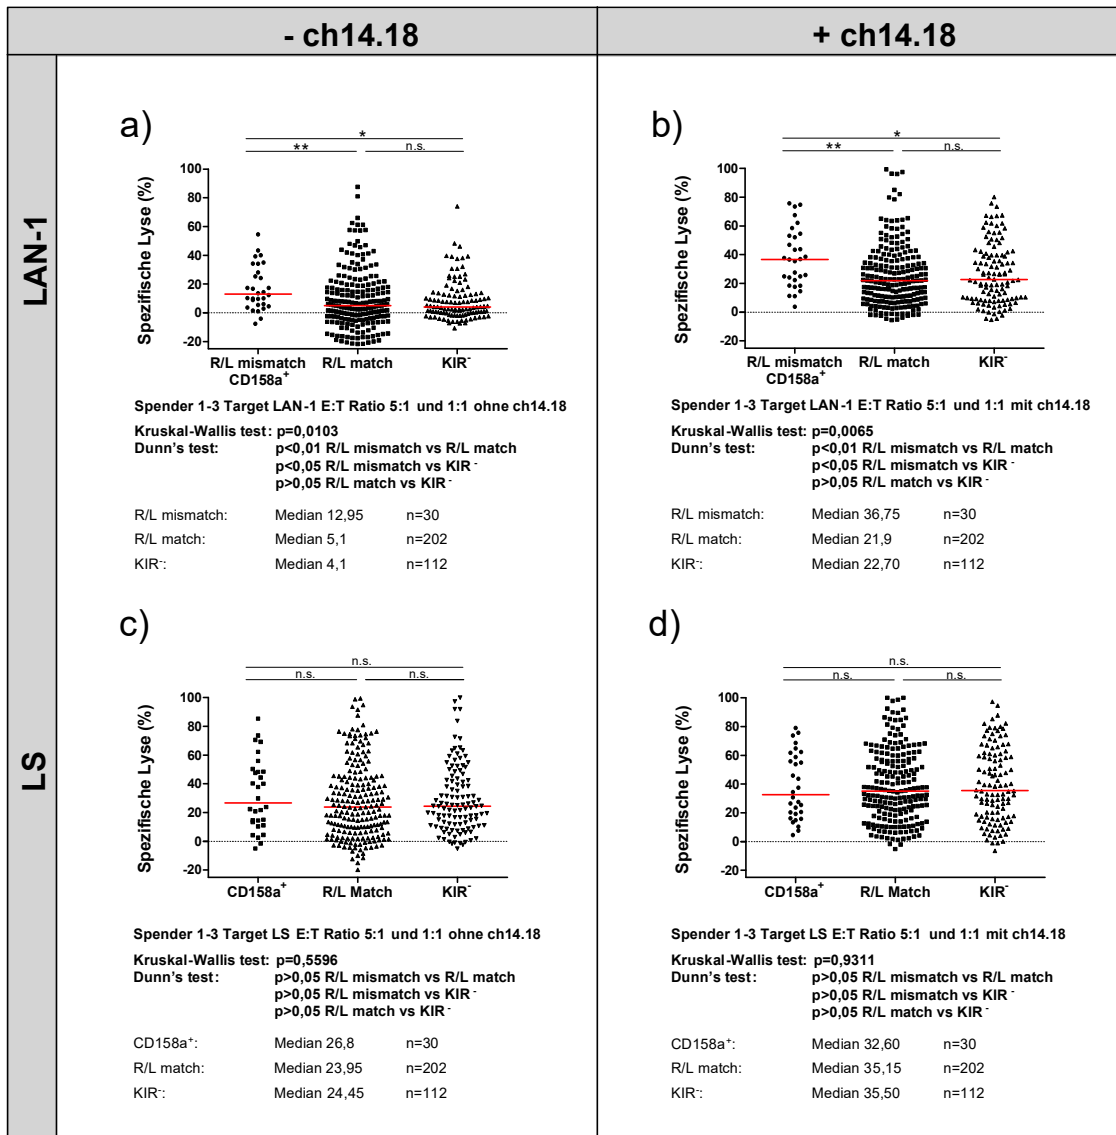 - ch14.18
+ ch14.18
LAN-1
a)
*
** n.s.
Spezifische Lyse (%)
100
80
60
40
20
0
-20
R/L mismatch R/L match KIR⁻
CD158a⁺
Spender 1-3 Target LAN-1 E:T Ratio 5:1 und 1:1 ohne ch14.18
Kruskal-Wallis test: p=0,0103
Dunn's test: p<0,01 R/L mismatch vs R/L match
p<0,05 R/L mismatch vs KIR⁻
p>0,05 R/L match vs KIR⁻
R/L mismatch: Median 12,95 n=30
R/L match: Median 5,1 n=202
KIR⁻: Median 4,1 n=112
b)
*
** n.s.
Spezifische Lyse (%)
100
80
60
40
20
0
-20
R/L mismatch R/L match KIR⁻
CD158a⁺
Spender 1-3 Target LAN-1 E:T Ratio 5:1 und 1:1 mit ch14.18
Kruskal-Wallis test: p=0,0065
Dunn's test: p<0,01 R/L mismatch vs R/L match
p<0,05 R/L mismatch vs KIR⁻
p>0,05 R/L match vs KIR⁻
R/L mismatch: Median 36,75 n=30
R/L match: Median 21,9 n=202
KIR⁻: Median 22,70 n=112
LS
c)
n.s.
n.s. n.s.
Spezifische Lyse (%)
100
80
60
40
20
0
-20
CD158a⁺ R/L Match KIR⁻
Spender 1-3 Target LS E:T Ratio 5:1 und 1:1 ohne ch14.18
Kruskal-Wallis test: p=0,5596
Dunn's test: p>0,05 R/L mismatch vs R/L match
p>0,05 R/L mismatch vs KIR⁻
p>0,05 R/L match vs KIR⁻
CD158a⁺: Median 26,8 n=30
R/L match: Median 23,95 n=202
KIR⁻: Median 24,45 n=112
d)
n.s.
n.s. n.s.
Spezifische Lyse (%)
100
80
60
40
20
0
-20
CD158a⁺ R/L Match KIR⁻
Spender 1-3 Target LS E:T Ratio 5:1 und 1:1 mit ch14.18
Kruskal-Wallis test: p=0,9311
Dunn's test: p>0,05 R/L mismatch vs R/L match
p>0,05 R/L mismatch vs KIR⁻
p>0,05 R/L match vs KIR⁻
CD158a⁺: Median 32,60 n=30
R/L match: Median 35,15 n=202
KIR⁻: Median 35,50 n=112